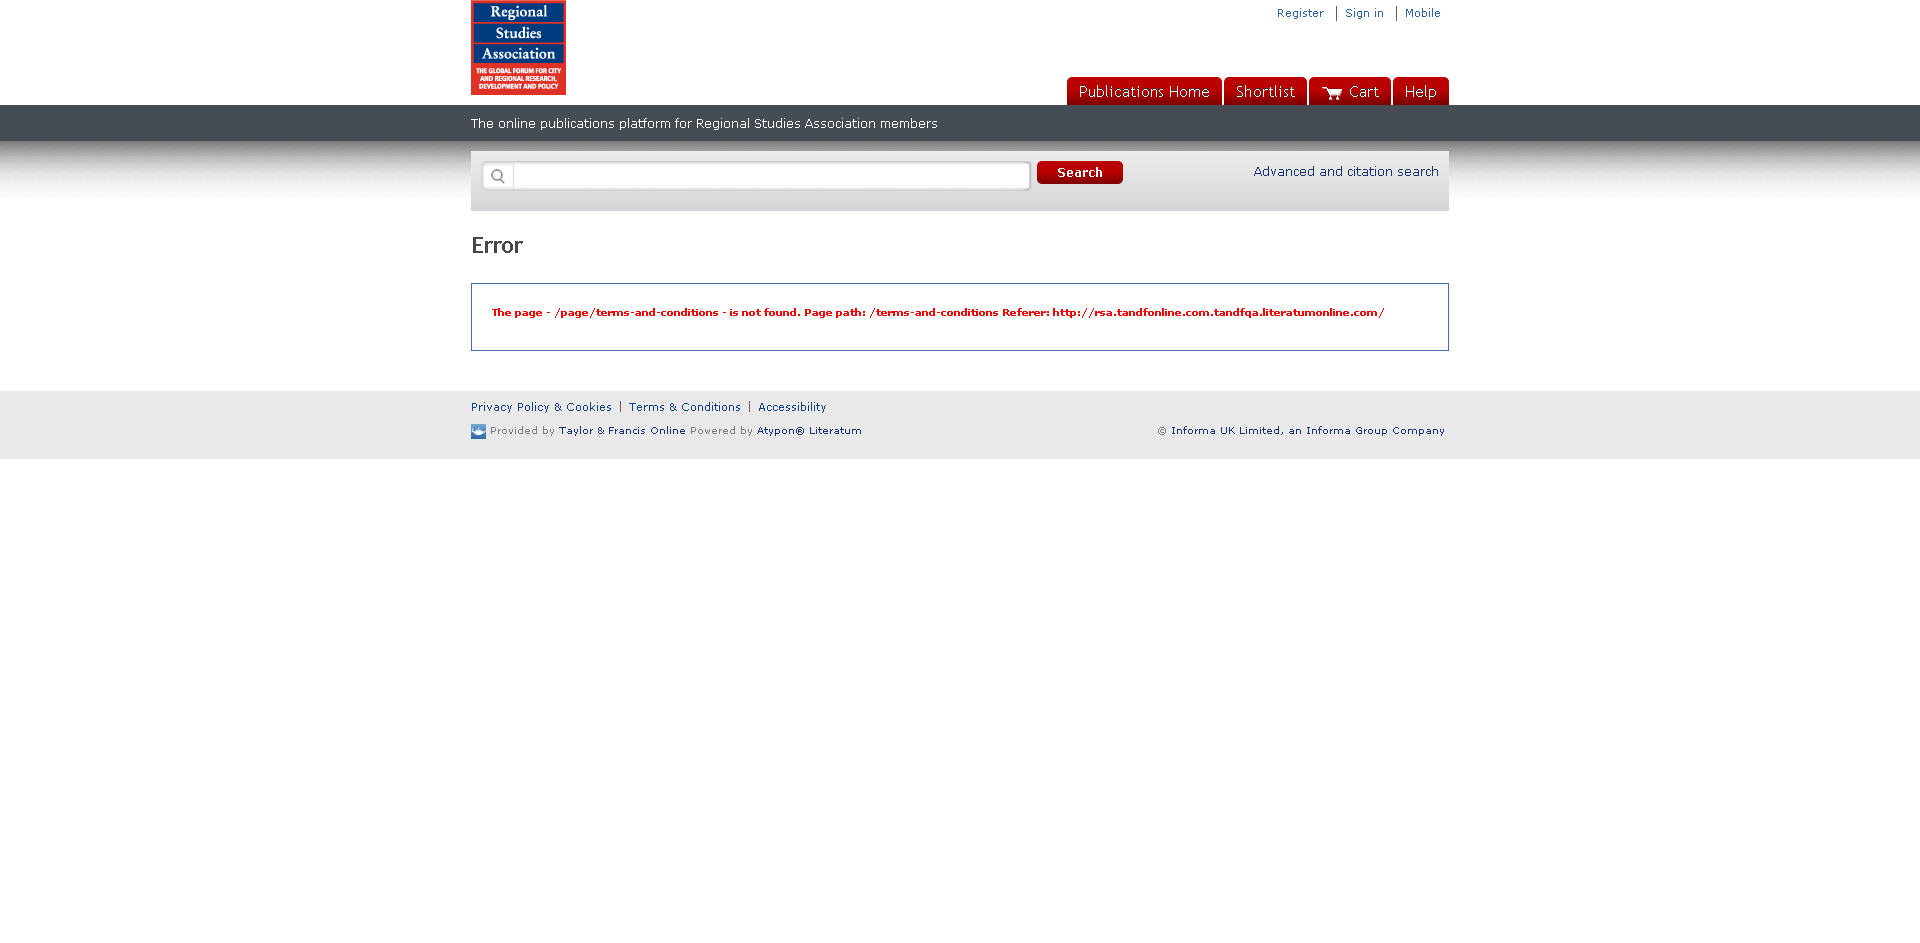 Regional
Studies
Association
THE GLOBAL FORUM FOR CITY
AND REGIONAL RESEARCH,
DEVELOPMENT AND POLICY
Register
Sign in
Mobile
Publications Home
Shortlist
Cart
Help
The online publications platform for Regional Studies Association members
Search
Advanced and citation search
Error
The page - /page/terms-and-conditions - is not found. Page path: /terms-and-conditions Referer: http://rsa.tandfonline.com.tandfqa.literatumonline.com/
Privacy Policy & Cookies | Terms & Conditions | Accessibility
Provided by Taylor & Francis Online Powered by Atypon® Literatum
© Informa UK Limited, an Informa Group Company